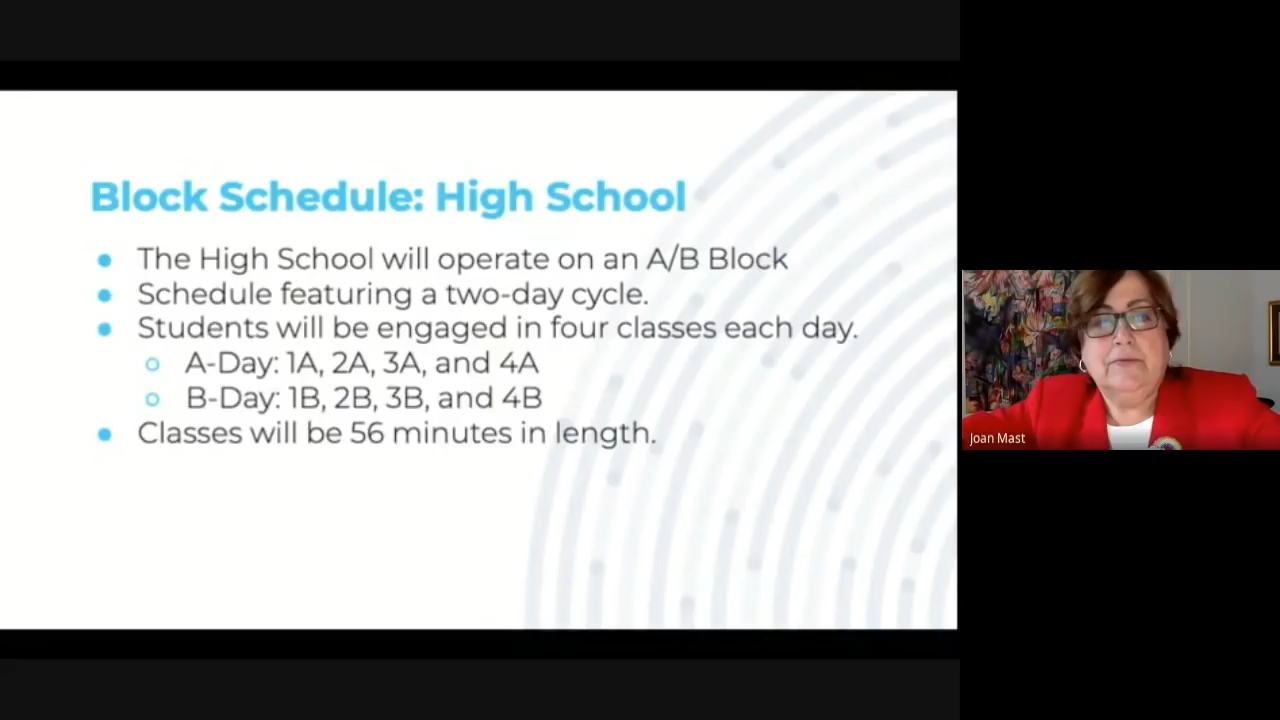 Block Schedule: High School
The High School will operate on an A/B Block
Schedule featuring a two-day cycle.
Students will be engaged in four classes each day.
A-Day: 1A, 2A, 3A, and 4A
B-Day: 1B, 2B, 3B, and 4B
Classes will be 56 minutes in length.
Joan Mast